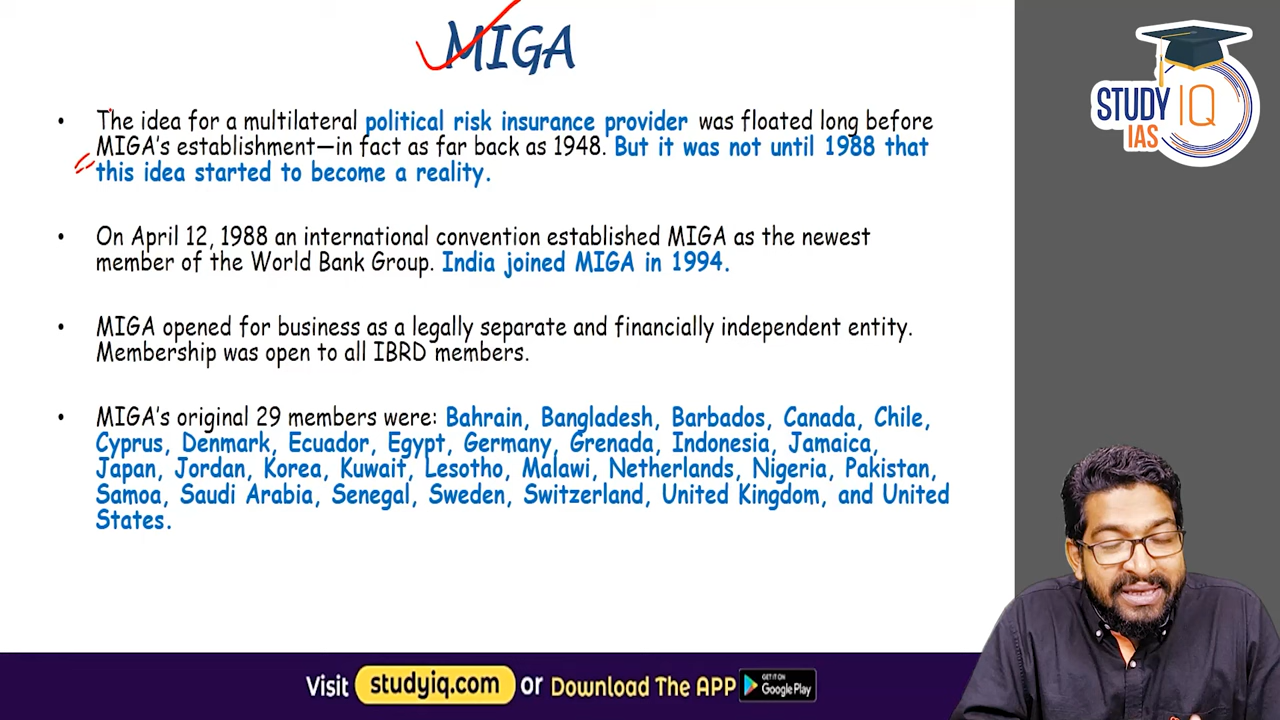 MIGA
• The idea for a multilateral political risk insurance provider was floated long before
MIGA's establishment—in fact as far back as 1948. But it was not until 1988 that
this idea started to become a reality.
• On April 12, 1988 an international convention established MIGA as the newest
member of the World Bank Group. India joined MIGA in 1994.
• MIGA opened for business as a legally separate and financially independent entity.
Membership was open to all IBRD members.
• MIGA's original 29 members were: Bahrain, Bangladesh, Barbados, Canada, Chile,
Cyprus, Denmark, Ecuador, Egypt, Germany, Grenada, Indonesia, Jamaica,
Japan, Jordan, Korea, Kuwait, Lesotho, Malawi, Netherlands, Nigeria, Pakistan,
Samoa, Saudi Arabia, Senegal, Sweden, Switzerland, United Kingdom, and United
States.
STUDY IQ
IAS
Visit studyiq.com or Download The APP GET IT ON Google Play